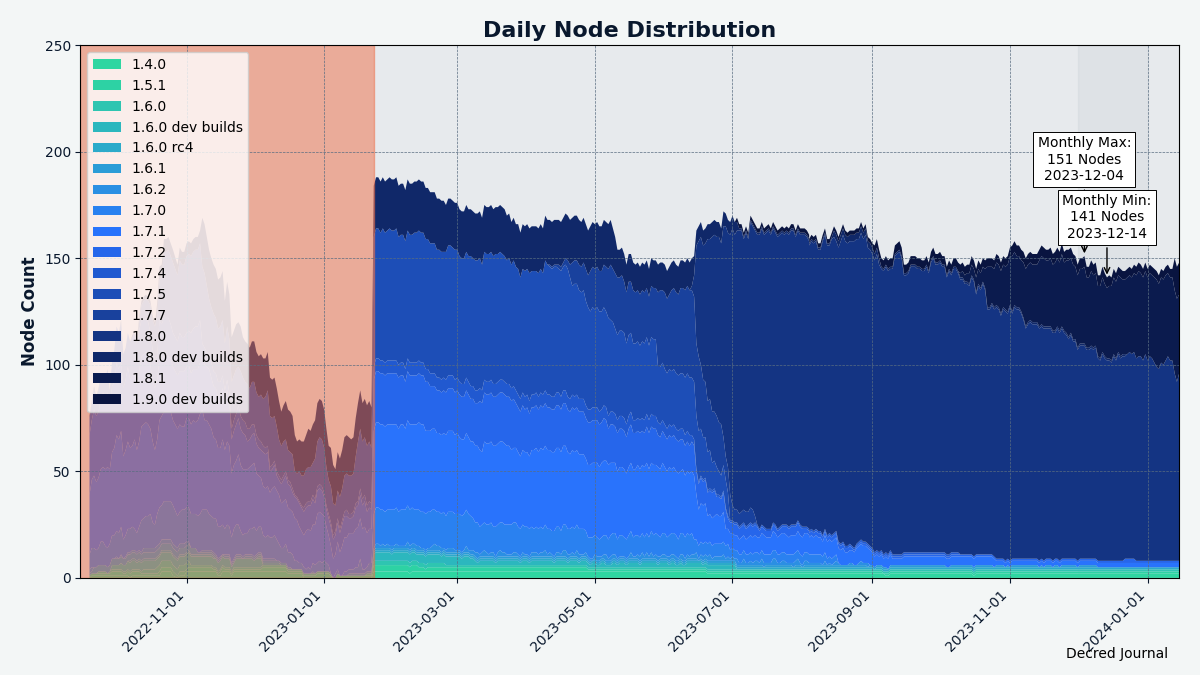 Daily Node Distribution
Node Count
250
200
150
100
50
0
1.4.0
1.5.1
1.6.0
1.6.0 dev builds
1.6.0 rc4
1.6.1
1.6.2
1.7.0
1.7.1
1.7.2
1.7.4
1.7.5
1.7.7
1.8.0
1.8.0 dev builds
1.8.1
1.9.0 dev builds
Monthly Max:
151 Nodes
2023-12-04
Monthly Min:
141 Nodes
2023-12-14
2022-11-01
2023-01-01
2023-03-01
2023-05-01
2023-07-01
2023-09-01
2023-11-01
2024-01-01
Decred Journal